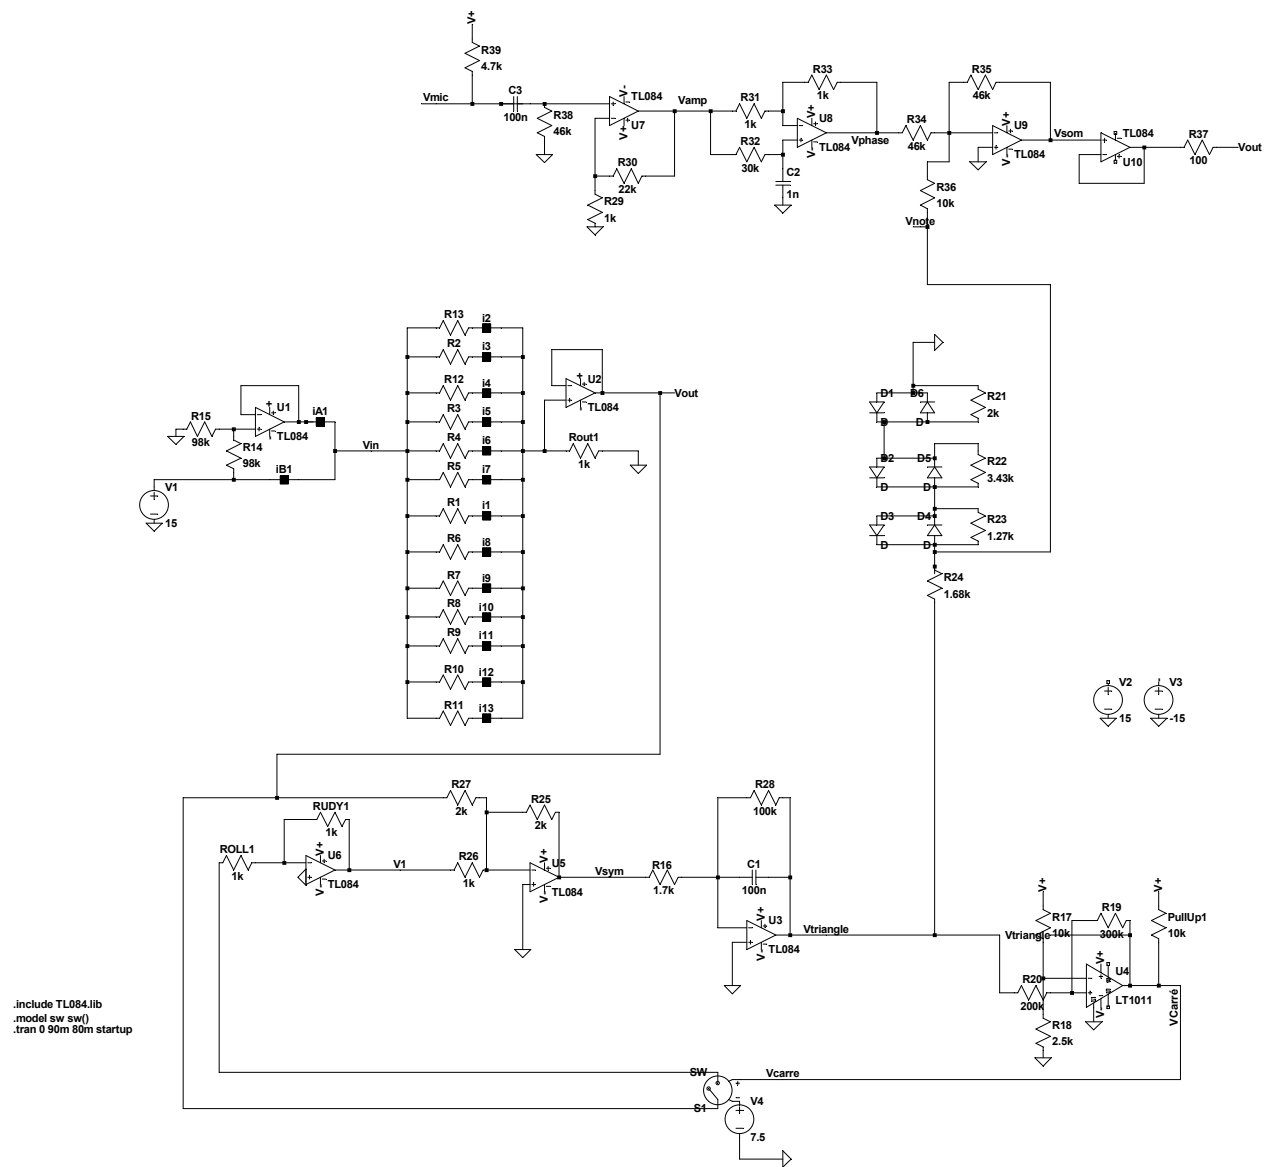 V+
R39
4.7k
Vmic
C3
100n
R38
46k
V-
TL084
V+
U7
R30
22k
R29
1k
Vamp
R31
1k
R32
30k
R33
1k
V+
U8
V-
TL084
C2
1n
Vphase
R34
46k
R35
46k
V+
U9
V-
TL084
Vsom
TL084
U10
R37
100
Vout
R36
10k
Vnote
R13
i2
R2
i3
R12
i4
R3
i5
R4
i6
R5
i7
R1
i1
R6
i8
R7
i9
R8
i10
R9
i11
R10
i12
R11
i13
R15
98k
U1
TL084
iA1
R14
98k
iB1
V1
15
Vin
U2
TL084
Vout
Rout1
1k
D1
D6
D
D
R21
2k
D2
D5
D
D
R22
3.43k
D3
D4
D
D
R23
1.27k
R24
1.68k
V2
15
V3
-15
R27
2k
R25
2k
RUDY1
1k
ROLL1
1k
V+
U6
V-
TL084
V1
R26
1k
V+
U5
V-
TL084
Vsym
R16
1.7k
R28
100k
C1
100n
V+
U3
V-
TL084
Vtriangle
V+
R17
10k
Vtriangle
R19
300k
V+
PullUp1
10k
R20
200k
V+
U4
V-
LT1011
R18
2.5k
VCarré
.include TL084.lib
.model sw sw()
.tran 0 90m 80m startup
SW
S1
Vcarre
V4
7.5